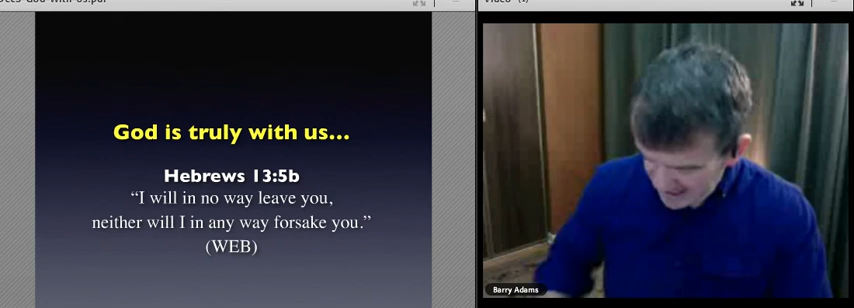 God is truly with us...
Hebrews 13:5b
“I will in no way leave you,
neither will I in any way forsake you.”
(WEB)
Barry Adams